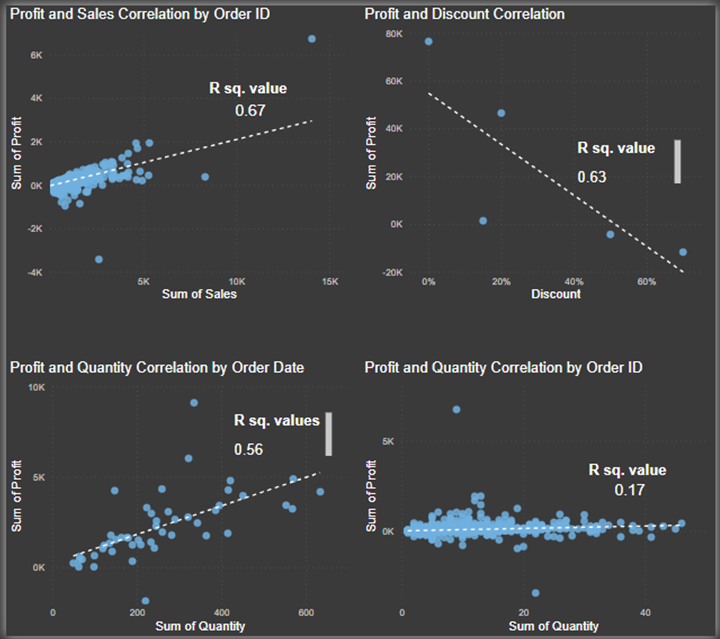 Profit and Sales Correlation by Order ID
6K
4K
2K
0K
-2K
-4K
Sum of Profit
R sq. value
0.67
5K
10K
15K
Sum of Sales
Profit and Discount Correlation
80K
60K
40K
20K
0K
-20K
Sum of Profit
R sq. value
0.63
0%
20%
40%
60%
Discount
Profit and Quantity Correlation by Order Date
10K
5K
0K
Sum of Profit
R sq. values
0.56
0
200
400
600
Sum of Quantity
Profit and Quantity Correlation by Order ID
5K
0K
Sum of Profit
R sq. value
0.17
0
20
40
Sum of Quantity